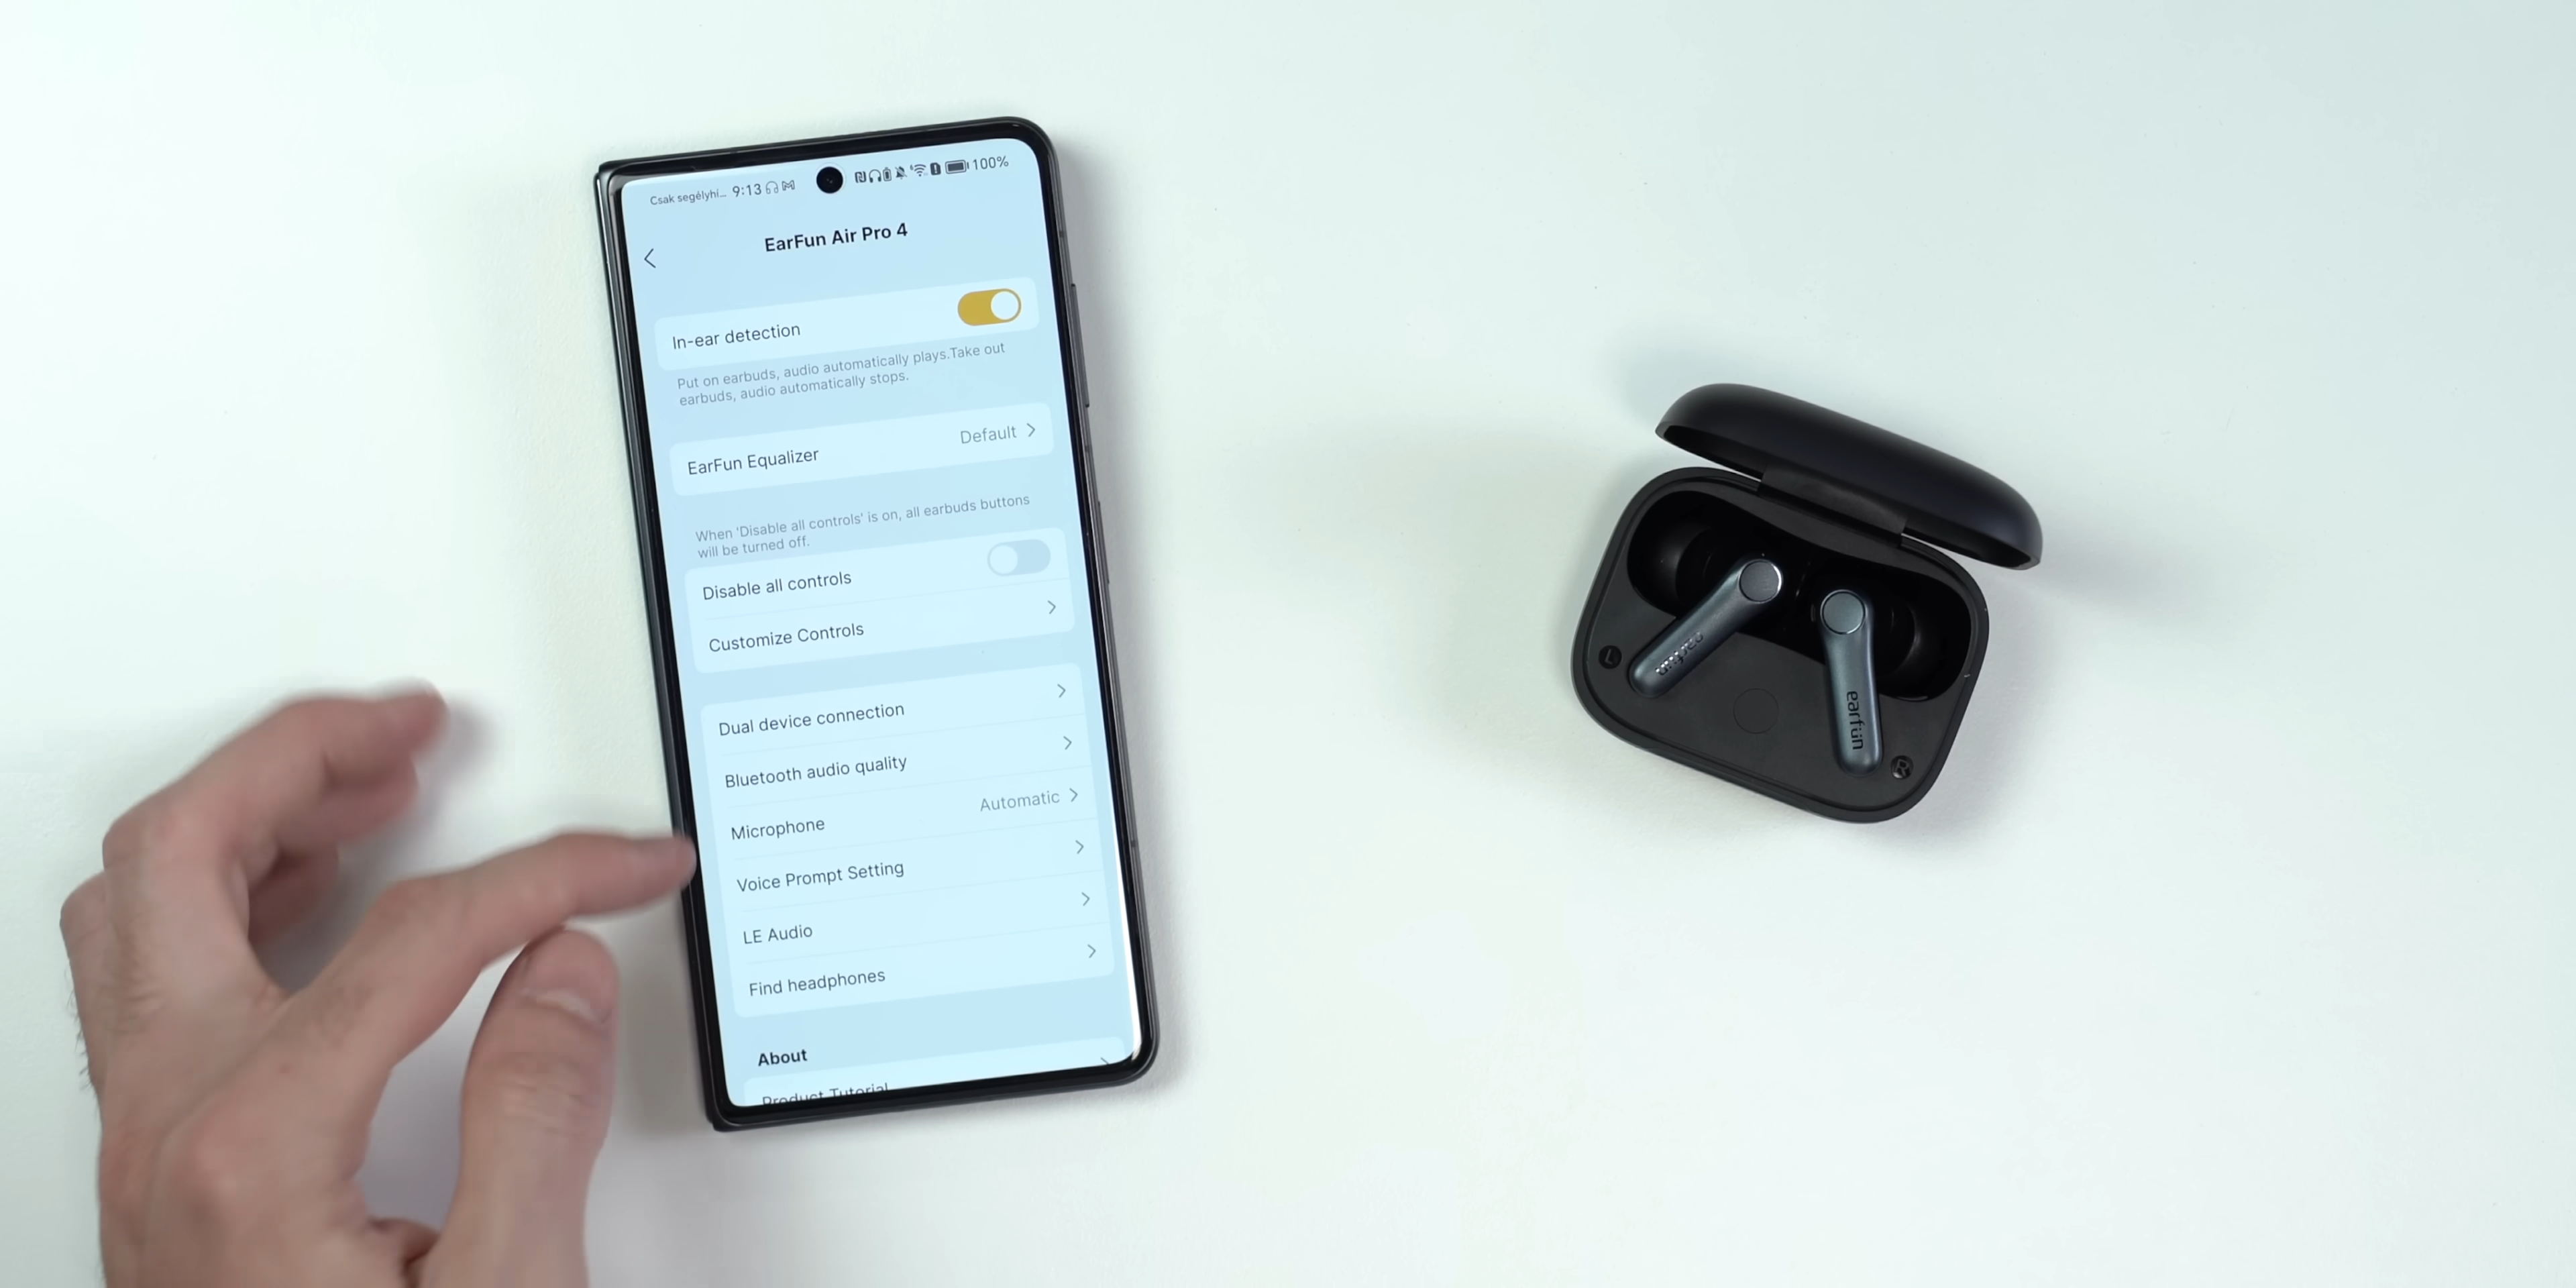 Csak segélyhí... 9:13 100%
EarFun Air Pro 4
In-ear detection
Put on earbuds, audio automatically plays.Take out
earbuds, audio automatically stops.
EarFun Equalizer Default
When 'Disable all controls' is on, all earbuds buttons
will be turned off.
Disable all controls
Customize Controls
Dual device connection
Bluetooth audio quality
Microphone Automatic
Voice Prompt Setting
LE Audio
Find headphones
About
Product Tutorial
L
earfun
earfun
R